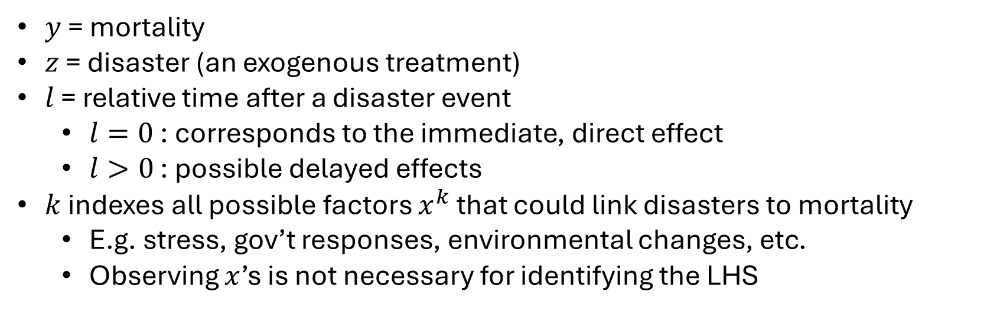 • y = mortality
• z = disaster (an exogenous treatment)
• l = relative time after a disaster event
• l = 0 : corresponds to the immediate, direct effect
• l > 0 : possible delayed effects
• k indexes all possible factors x^k that could link disasters to mortality
• E.g. stress, gov’t responses, environmental changes, etc.
• Observing x’s is not necessary for identifying the LHS